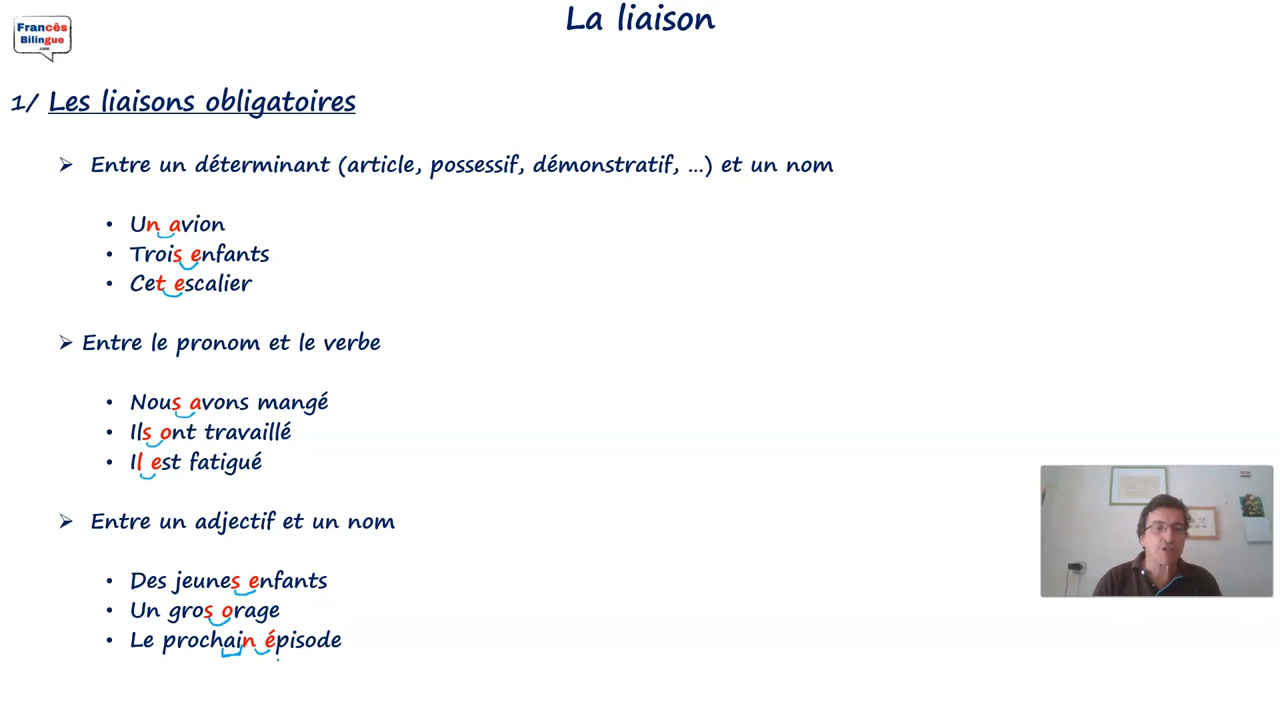 La liaison
Francês
Bilingue
.com
1/ Les liaisons obligatoires
➢ Entre un déterminant (article, possessif, démonstratif, ...) et un nom
• Un avion
• Trois enfants
• Cet escalier
➢ Entre le pronom et le verbe
• Nous avons mangé
• Ils ont travaillé
• Il est fatigué
➢ Entre un adjectif et un nom
• Des jeunes enfants
• Un gros orage
• Le prochain épisode